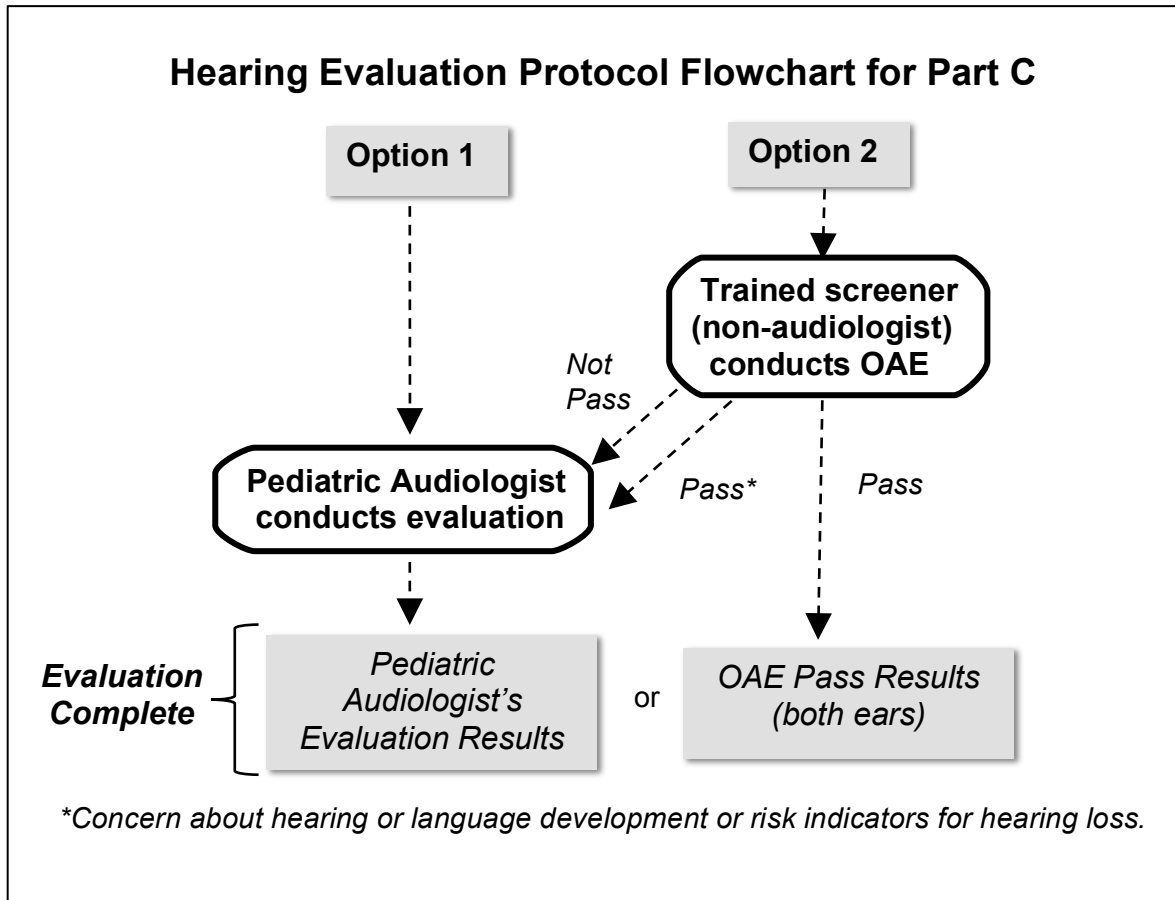 Hearing Evaluation Protocol Flowchart for Part C
Option 1
Option 2
Trained screener
(non-audiologist)
conducts OAE
Not
Pass
Pediatric Audiologist
conducts evaluation
Pass*
Pass
Evaluation
Complete
Pediatric
Audiologist’s
Evaluation Results
or
OAE Pass Results
(both ears)
*Concern about hearing or language development or risk indicators for hearing loss.